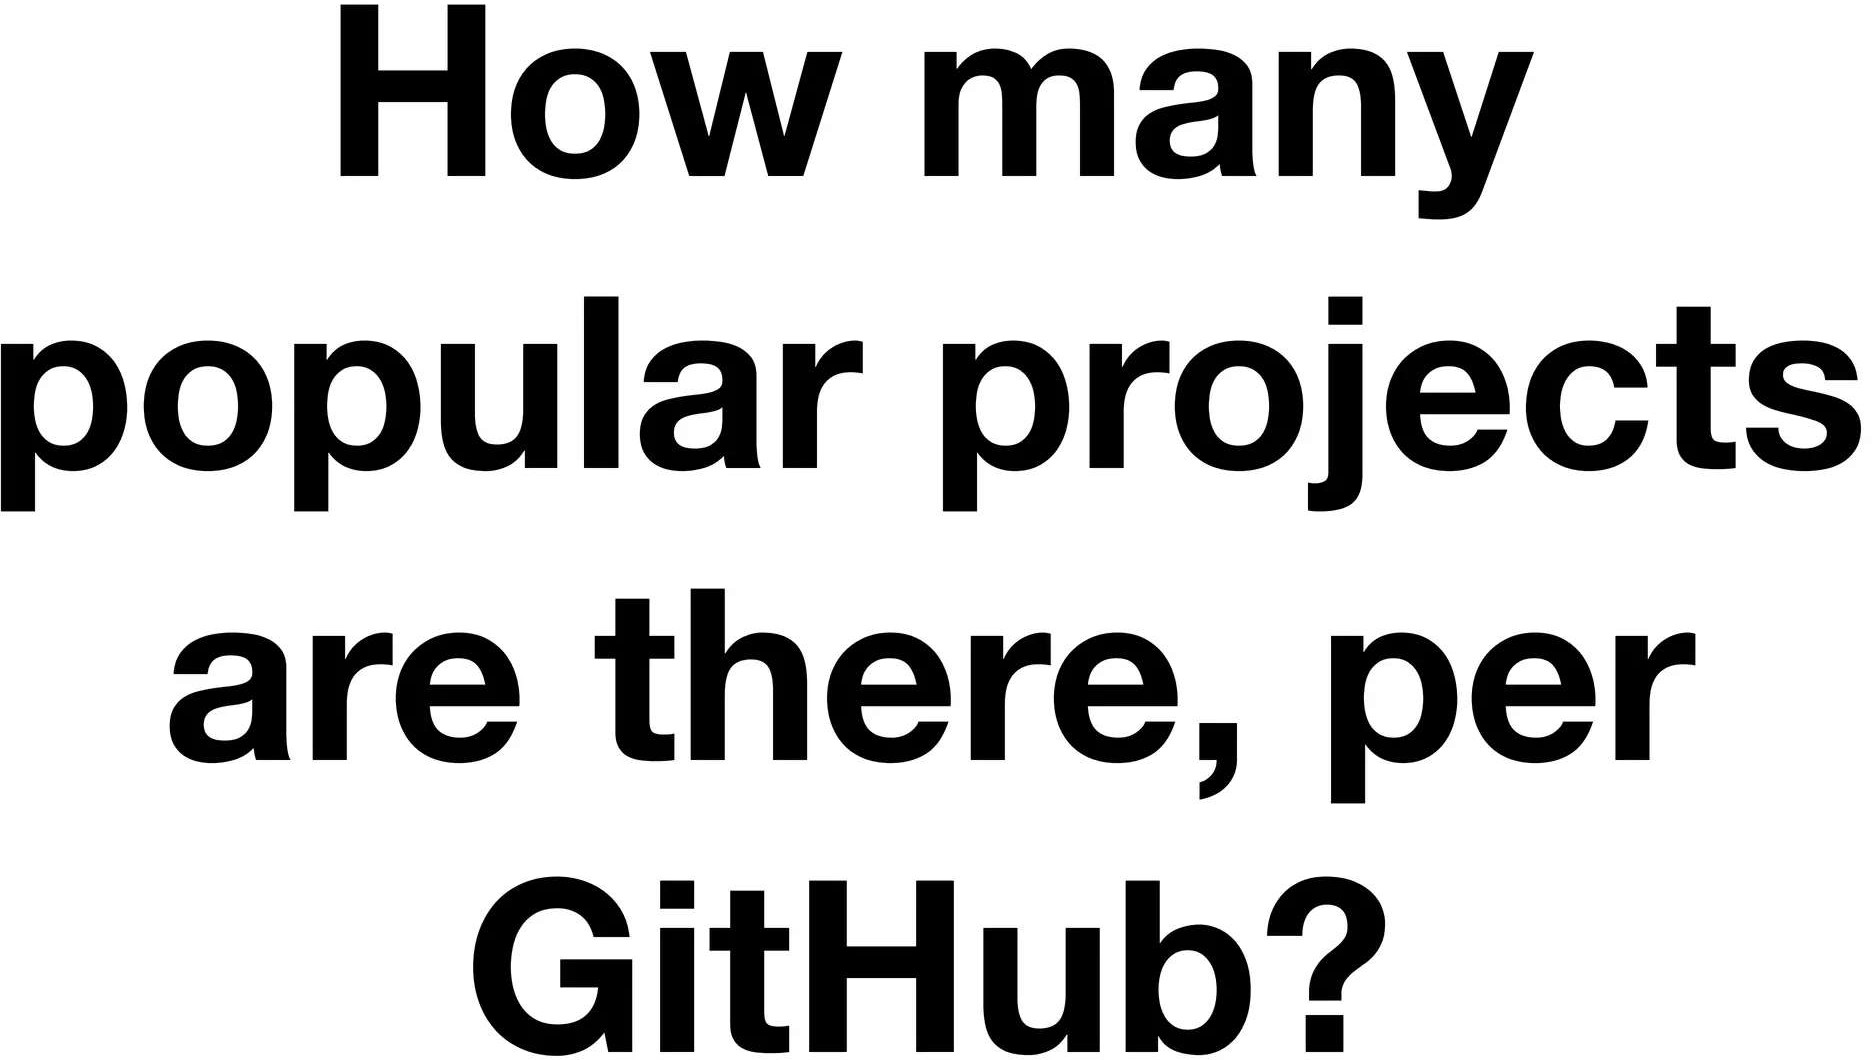 How many
popular projects
are there, per
GitHub?